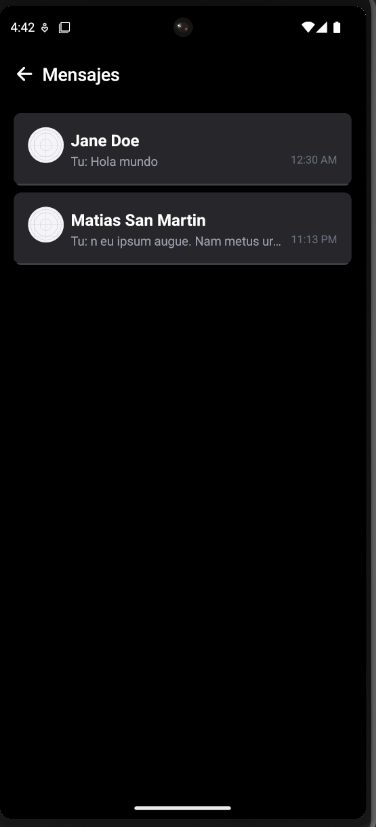 4:42
Mensajes
Jane Doe
Tu: Hola mundo 12:30 AM
Matias San Martin
Tu: n eu ipsum augue. Nam metus ur... 11:13 PM